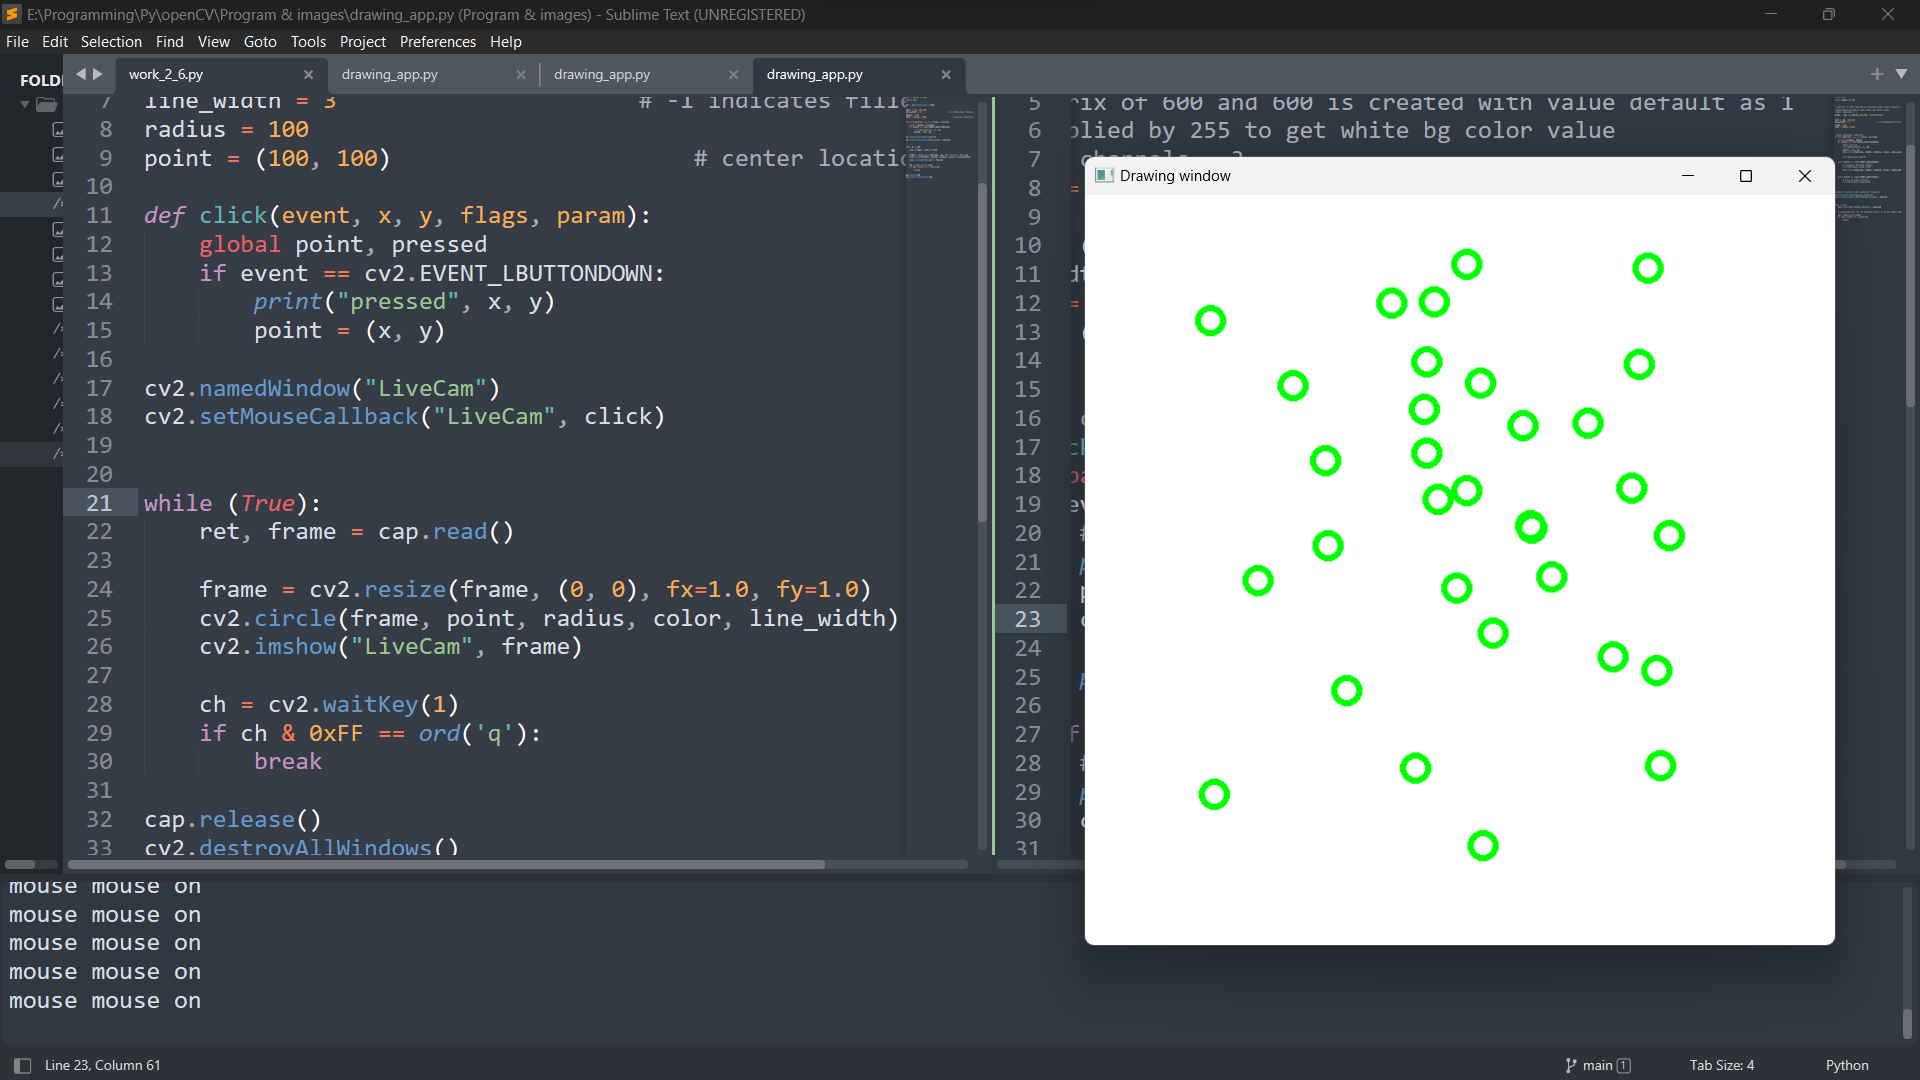 E:\Programming\Py\openCV\Program & images\drawing_app.py (Program & images) - Sublime Text (UNREGISTERED)
File Edit Selection Find View Goto Tools Project Preferences Help
FOLD
work_2_6.py
drawing_app.py
drawing_app.py
drawing_app.py
7 line_width = 3 # -1 indicates
8 radius = 100
9 point = (100, 100) # center
10
11 def click(event, x, y, flags, param):
12 global point, pressed
13 if event == cv2.EVENT_LBUTTONDOWN:
14 print("pressed", x, y)
15 point = (x, y)
16
17 cv2.namedWindow("LiveCam")
18 cv2.setMouseCallback("LiveCam", click)
19
20
21 while (True):
22 ret, frame = cap.read()
23
24 frame = cv2.resize(frame, (0, 0), fx=1.0, fy=1.0)
25 cv2.circle(frame, point, radius, color, line_width)
26 cv2.imshow("LiveCam", frame)
27
28 ch = cv2.waitKey(1)
29 if ch & 0xFF == ord('q'):
30 break
31
32 cap.release()
33 cv2.destroyAllWindows()
5 rix of 600 and 600 is created with value default as 1
6 plied by 255 to get white bg color value
7
8 =
9
10 (
11
12 =
13 (
14
15
16
17
18
19
20 #
21
22
23
24
25
26
27
28 #
29
30
31
Drawing window
mouse mouse on
mouse mouse on
mouse mouse on
mouse mouse on
mouse mouse on
Line 23, Column 61
main 1
Tab Size: 4
Python